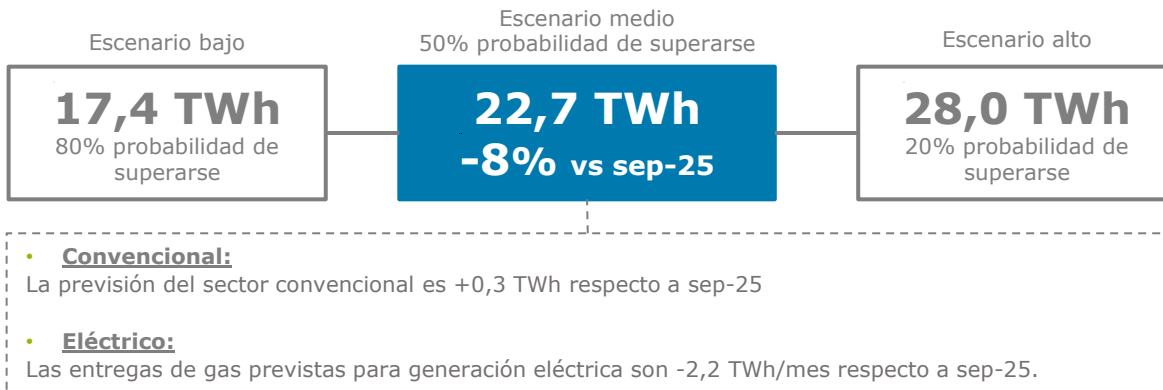 Escenario bajo
Escenario medio
50% probabilidad de superarse
Escenario alto
17,4 TWh
80% probabilidad de
superarse
22,7 TWh
-8% vs sep-25
28,0 TWh
20% probabilidad de
superarse
• Convencional:
La previsión del sector convencional es +0,3 TWh respecto a sep-25
• Eléctrico:
Las entregas de gas previstas para generación eléctrica son -2,2 TWh/mes respecto a sep-25.